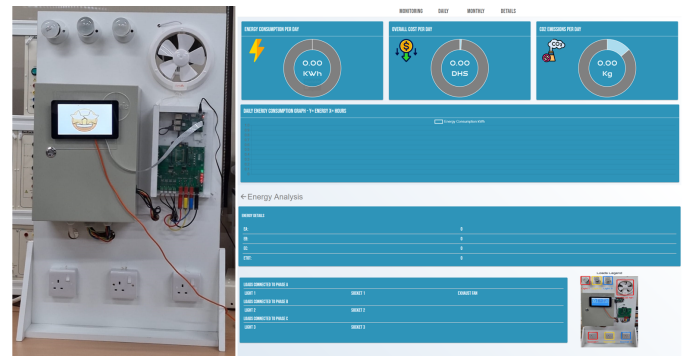 MONITORING DAILY MONTHLY DETAILS
ENERGY CONSUMPTION PER DAY
0.00
KWh
OVERALL COST PER DAY
0.00
DHS
CO2 EMISSIONS PER DAY
CO2
0.00
Kg
DAILY ENERGY CONSUMPTION GRAPH - Y= ENERGY X= HOURS
Energy Consumption kWh
←Energy Analysis
ENERGY DETAILS
EA 0
EB 0
EC 0
ETOT 0
LOADS CONNECTED TO PHASE A
LIGHT 1 SOCKET 1 EXHAUST FAN
LOADS CONNECTED TO PHASE B
LIGHT 2 SOCKET 2
LOADS CONNECTED TO PHASE C
LIGHT 3 SOCKET 3
Loads Legend